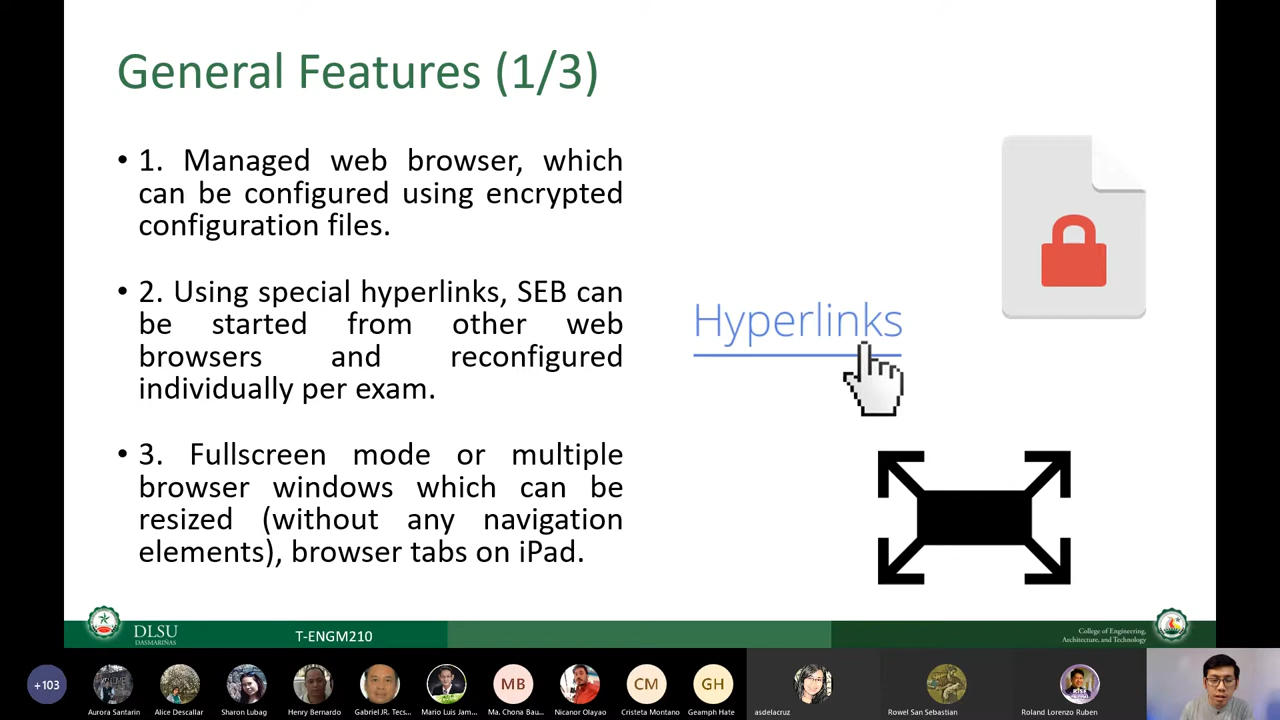 General Features (1/3)
• 1. Managed web browser, which
can be configured using encrypted
configuration files.
• 2. Using special hyperlinks, SEB can
be started from other web
browsers and reconfigured
individually per exam.
• 3. Fullscreen mode or multiple
browser windows which can be
resized (without any navigation
elements), browser tabs on iPad.
Hyperlinks
DLSU
DASMARIÑAS
T-ENGM210
College of Engineering,
Architecture, and Technology
+103
MB
CM
GH
Aurora Santarin
Alice Descallar
Sharon Lubag
Henry Bernardo
Gabriel JR. Tecs...
Mario Luis Jam...
Ma. Chona Bau...
Nicanor Olayao
Cristeta Montano
Geamph Hate
asdelacruz
Rowel San Sebastian
Roland Lorenzo Ruben